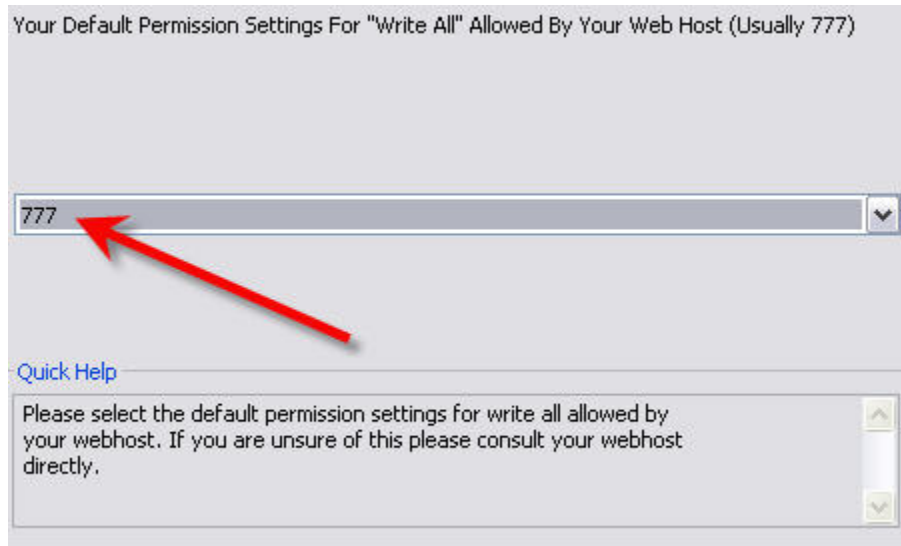 Your Default Permission Settings For "Write All" Allowed By Your Web Host (Usually 777)
777
Quick Help
Please select the default permission settings for write all allowed by
your webhost. If you are unsure of this please consult your webhost
directly.